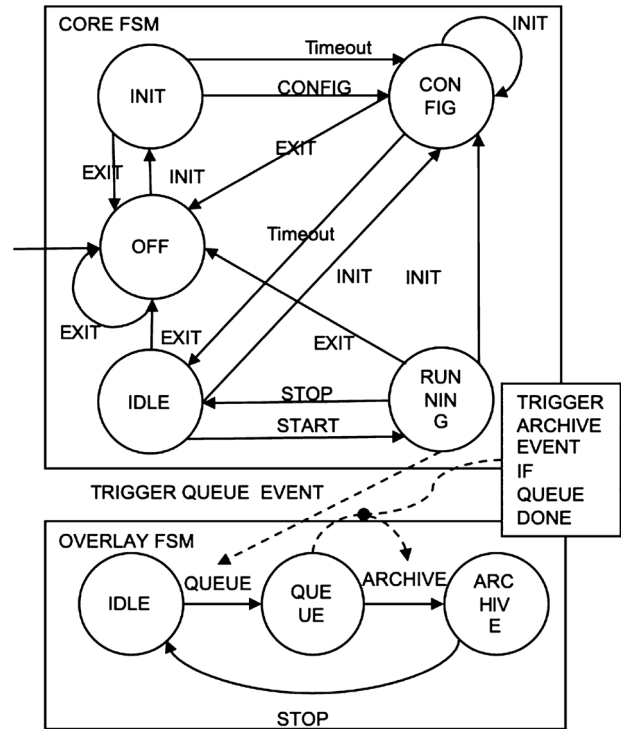 CORE FSM
INIT
Timeout
CON
FIG
INIT
CONFIG
EXIT
INIT
EXIT
OFF
Timeout
INIT
INIT
EXIT
EXIT
EXIT
IDLE
STOP
START
RUN
NIN
G
TRIGGER
ARCHIVE
EVENT
IF
QUEUE
DONE
TRIGGER QUEUE EVENT
OVERLAY FSM
IDLE
QUEUE
QUE
UE
ARCHIVE
ARC
HIV
E
STOP